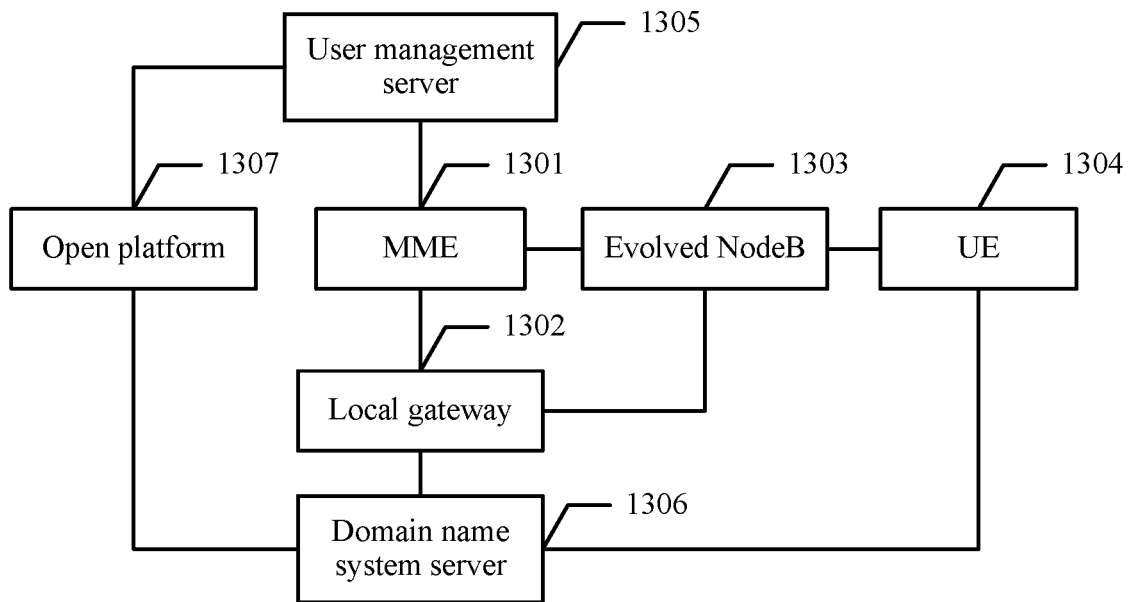 1305
User management
server
1307
1301
1303
1304
Open platform
MME
Evolved NodeB
UE
1302
Local gateway
1306
Domain name
system server